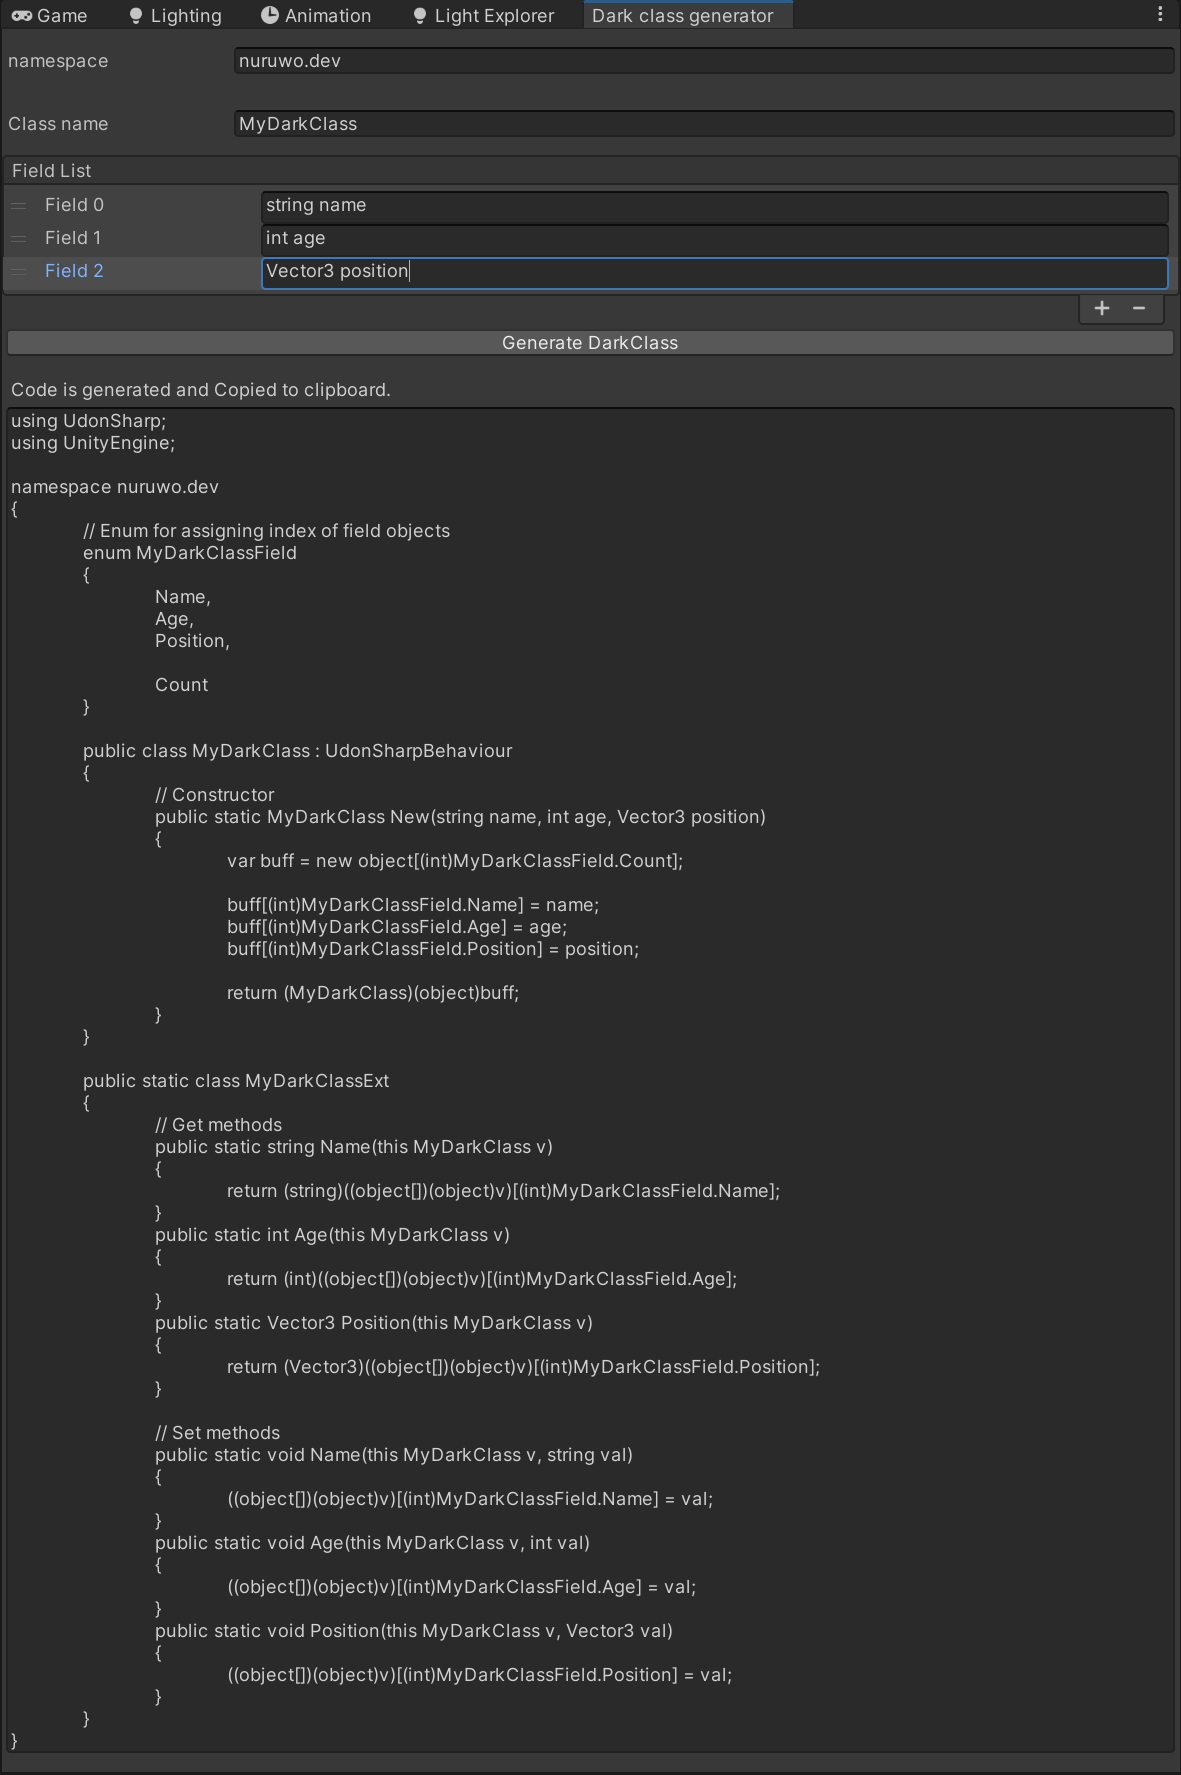 Game Lighting Animation Light Explorer Dark class generator
namespace nuruwo.dev
Class name MyDarkClass
Field List
Field 0 string name
Field 1 int age
Field 2 Vector3 position
+ −
Generate DarkClass
Code is generated and Copied to clipboard.
using UdonSharp;
using UnityEngine;
namespace nuruwo.dev
{
// Enum for assigning index of field objects
enum MyDarkClassField
{
Name,
Age,
Position,
Count
}
public class MyDarkClass : UdonSharpBehaviour
{
// Constructor
public static MyDarkClass New(string name, int age, Vector3 position)
{
var buff = new object[(int)MyDarkClassField.Count];
buff[(int)MyDarkClassField.Name] = name;
buff[(int)MyDarkClassField.Age] = age;
buff[(int)MyDarkClassField.Position] = position;
return (MyDarkClass)(object)buff;
}
}
public static class MyDarkClassExt
{
// Get methods
public static string Name(this MyDarkClass v)
{
return (string)((object[])(object)v)[(int)MyDarkClassField.Name];
}
public static int Age(this MyDarkClass v)
{
return (int)((object[])(object)v)[(int)MyDarkClassField.Age];
}
public static Vector3 Position(this MyDarkClass v)
{
return (Vector3)((object[])(object)v)[(int)MyDarkClassField.Position];
}
// Set methods
public static void Name(this MyDarkClass v, string val)
{
((object[])(object)v)[(int)MyDarkClassField.Name] = val;
}
public static void Age(this MyDarkClass v, int val)
{
((object[])(object)v)[(int)MyDarkClassField.Age] = val;
}
public static void Position(this MyDarkClass v, Vector3 val)
{
((object[])(object)v)[(int)MyDarkClassField.Position] = val;
}
}
}